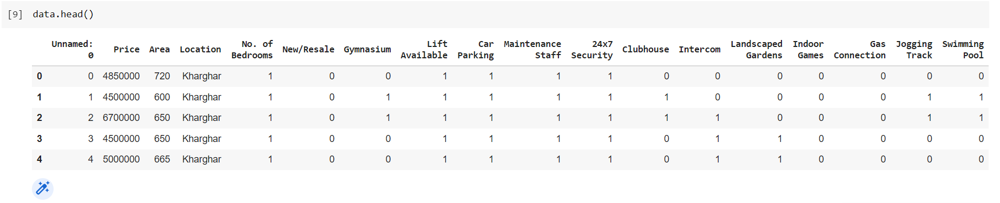 [9] data.head()
Unnamed: 0 Price Area Location No. of Bedrooms New/Resale Gymnasium Lift Available Car Parking Maintenance Staff 24x7 Security Clubhouse Intercom Landscaped Gardens Indoor Games Gas Connection Jogging Track Swimming Pool
0 0 4850000 720 Kharghar 1 0 0 1 1 1 1 0 0 0 0 0 0 0
1 1 4500000 600 Kharghar 1 0 1 1 1 1 1 1 0 0 0 0 1 1
2 2 6700000 650 Kharghar 1 0 1 1 1 1 1 1 1 0 0 0 1 1
3 3 4500000 650 Kharghar 1 0 0 1 1 1 1 0 1 1 0 0 0 0
4 4 5000000 665 Kharghar 1 0 0 1 1 1 1 0 1 1 0 0 0 0